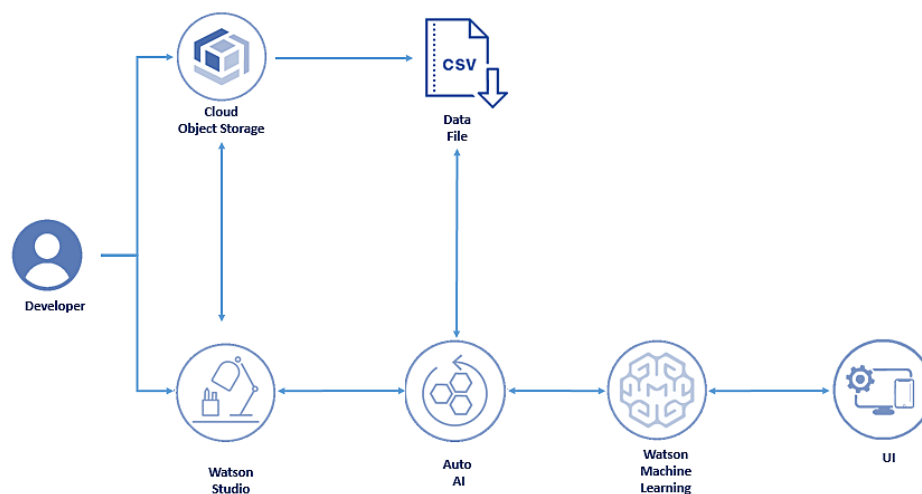 CSV
Cloud
Object Storage
Data
File
Developer
Watson
Studio
Auto
AI
Watson
Machine
Learning
UI